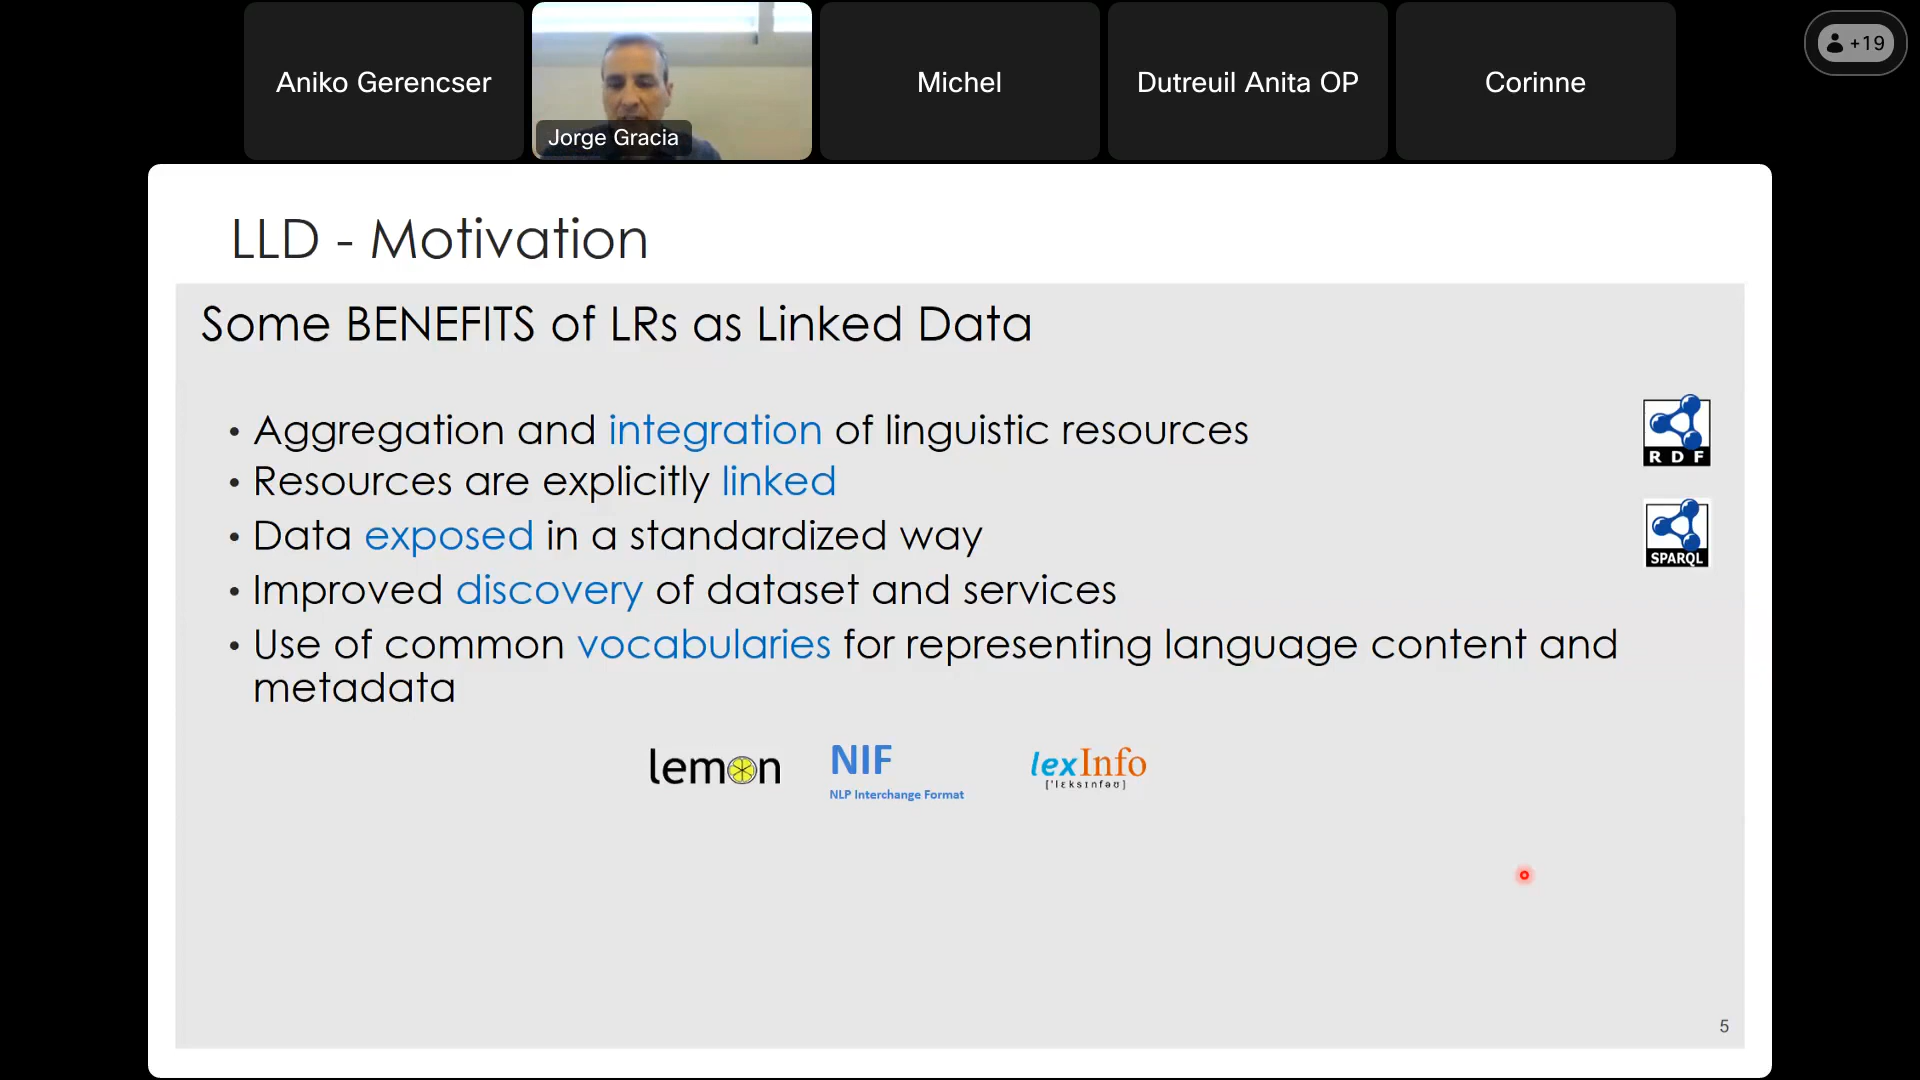 Aniko Gerencser
Jorge Gracia
Michel
Dutreuil Anita OP
Corinne
+19
LLD - Motivation
Some BENEFITS of LRs as Linked Data
• Aggregation and integration of linguistic resources
• Resources are explicitly linked
• Data exposed in a standardized way
• Improved discovery of dataset and services
• Use of common vocabularies for representing language content and
metadata
RDF
SPARQL
lemon
NIF
NLP Interchange Format
lexInfo
['lɛksɪnfəʊ]
5